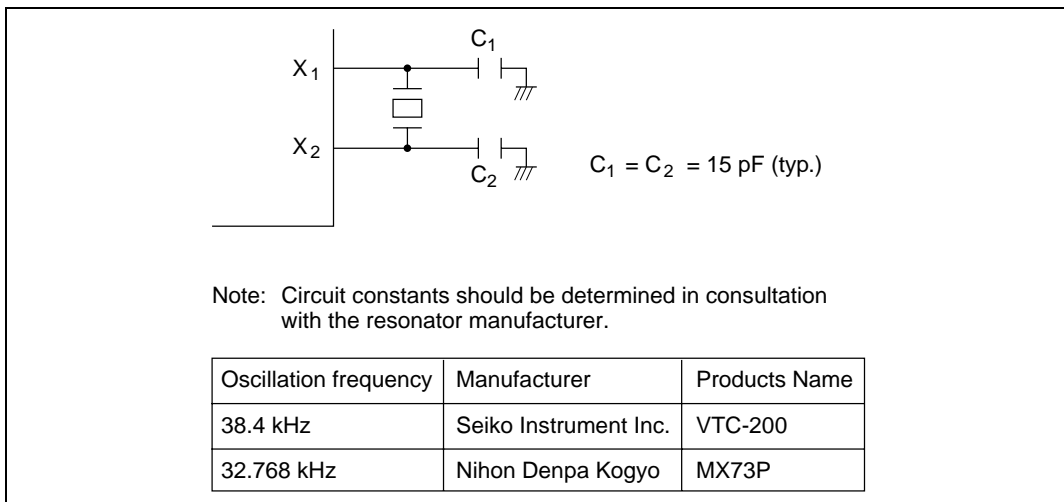 C1
X1
X2
C2
C1 = C2 = 15 pF (typ.)
Note: Circuit constants should be determined in consultation
with the resonator manufacturer.
Oscillation frequency Manufacturer Products Name
38.4 kHz Seiko Instrument Inc. VTC-200
32.768 kHz Nihon Denpa Kogyo MX73P